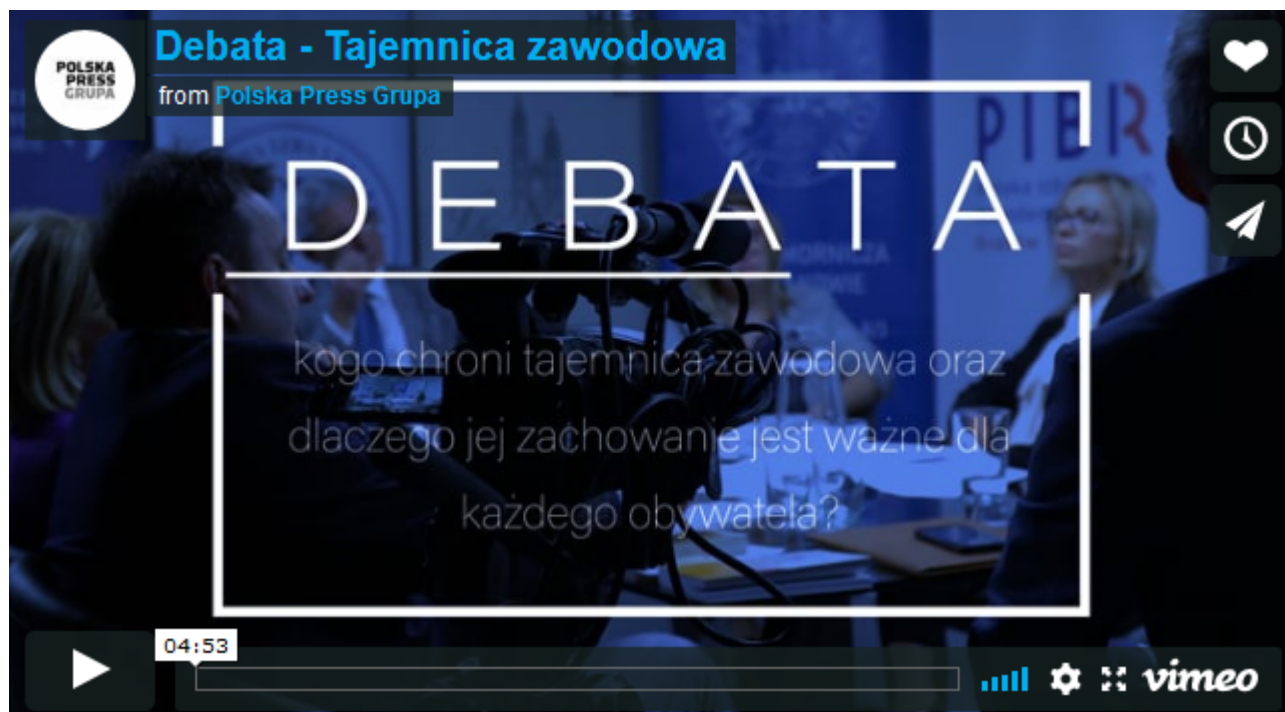 POLSKA
PRESS
GRUPA
Debata - Tajemnica zawodowa
from Polska Press Grupa
PIBR
DEBATA
kogo chroni tajemnica zawodowa oraz
dlaczego jej zachowanie jest ważne dla
każdego obywatela?
04:53
vimeo